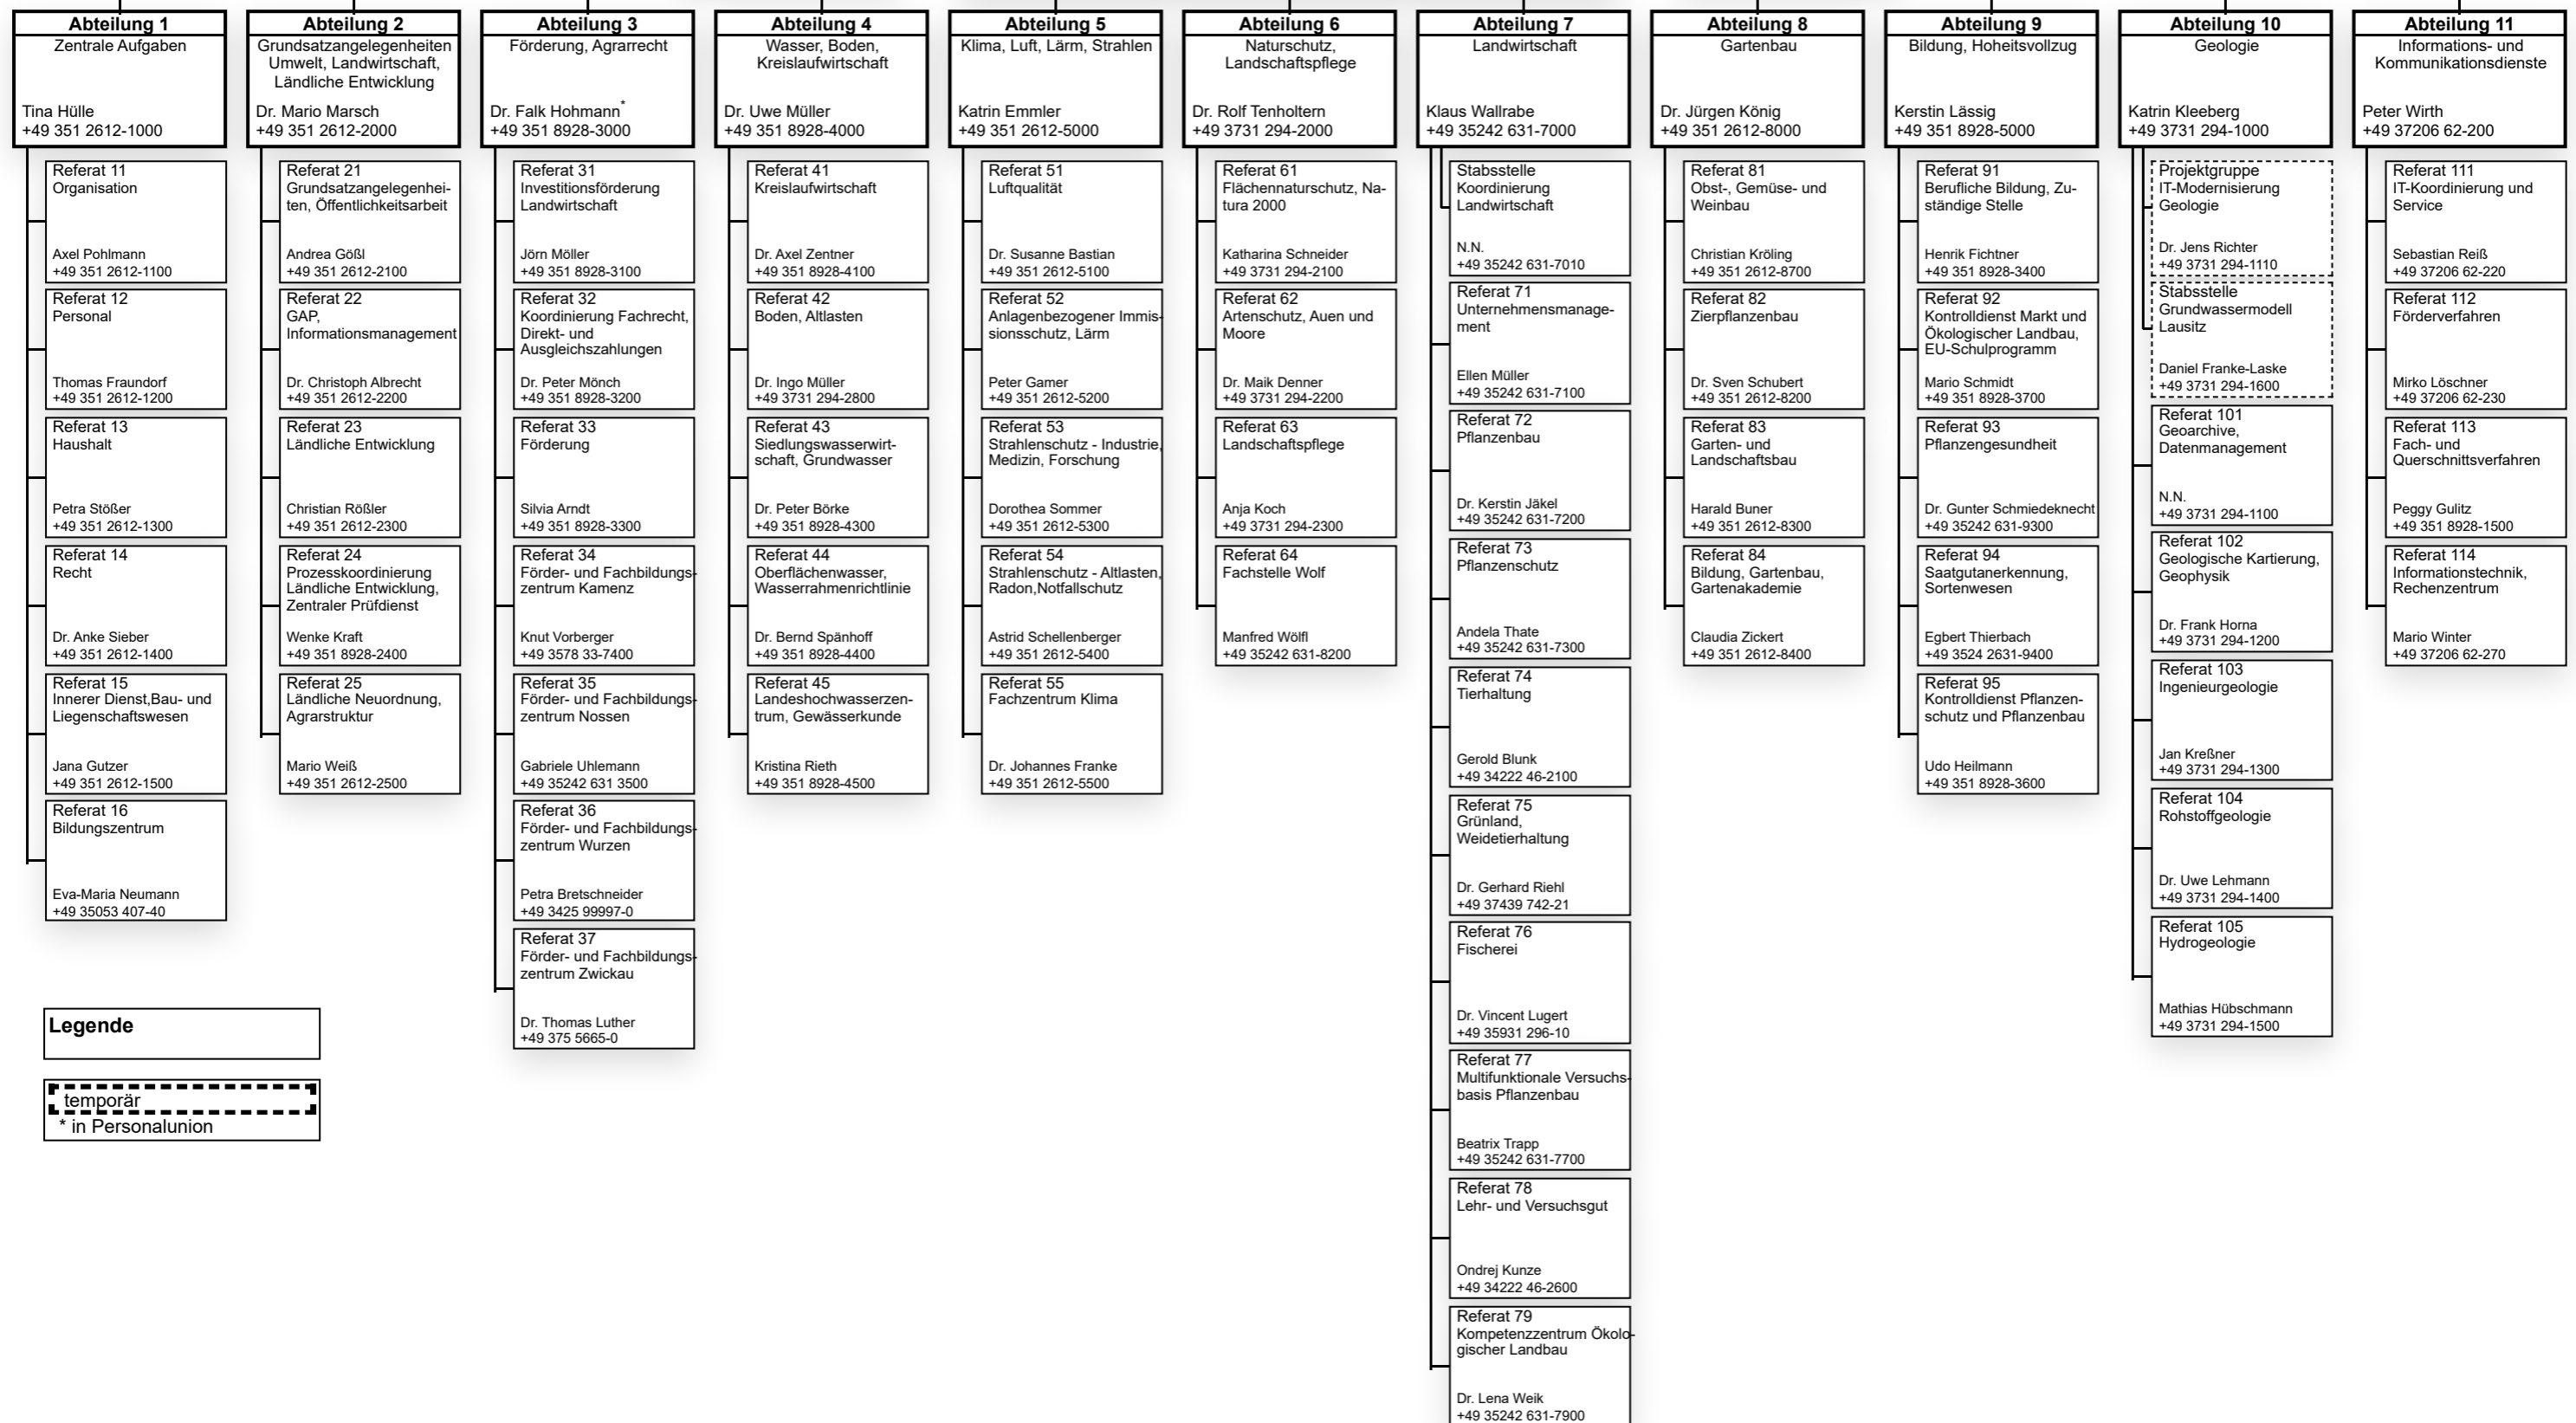 Abteilung 1
Zentrale Aufgaben
Tina Hülle
+49 351 2612-1000
Referat 11
Organisation
Axel Pohlmann
+49 351 2612-1100
Referat 12
Personal
Thomas Fraundorf
+49 351 2612-1200
Referat 13
Haushalt
Petra Stößer
+49 351 2612-1300
Referat 14
Recht
Dr. Anke Sieber
+49 351 2612-1400
Referat 15
Innerer Dienst,Bau- und
Liegenschaftswesen
Jana Gutzer
+49 351 2612-1500
Referat 16
Bildungszentrum
Eva-Maria Neumann
+49 35053 407-40
Abteilung 2
Grundsatzangelegenheiten
Umwelt, Landwirtschaft,
Ländliche Entwicklung
Dr. Mario Marsch
+49 351 2612-2000
Referat 21
Grundsatzangelegenhei-
ten, Öffentlichkeitsarbeit
Andrea Gößl
+49 351 2612-2100
Referat 22
GAP,
Informationsmanagement
Dr. Christoph Albrecht
+49 351 2612-2200
Referat 23
Ländliche Entwicklung
Christian Rößler
+49 351 2612-2300
Referat 24
Prozesskoordinierung
Ländliche Entwicklung,
Zentraler Prüfdienst
Wenke Kraft
+49 351 8928-2400
Referat 25
Ländliche Neuordnung,
Agrarstruktur
Mario Weiß
+49 351 2612-2500
Abteilung 3
Förderung, Agrarrecht
Dr. Falk Hohmann*
+49 351 8928-3000
Referat 31
Investitionsförderung
Landwirtschaft
Jörn Möller
+49 351 8928-3100
Referat 32
Koordinierung Fachrecht,
Direkt- und
Ausgleichszahlungen
Dr. Peter Mönch
+49 351 8928-3200
Referat 33
Förderung
Silvia Arndt
+49 351 8928-3300
Referat 34
Förder- und Fachbildungs-
zentrum Kamenz
Knut Vorberger
+49 3578 33-7400
Referat 35
Förder- und Fachbildungs-
zentrum Nossen
Gabriele Uhlemann
+49 35242 631 3500
Referat 36
Förder- und Fachbildungs-
zentrum Wurzen
Petra Bretschneider
+49 3425 99997-0
Referat 37
Förder- und Fachbildungs-
zentrum Zwickau
Dr. Thomas Luther
+49 375 5665-0
Abteilung 4
Wasser, Boden,
Kreislaufwirtschaft
Dr. Uwe Müller
+49 351 8928-4000
Referat 41
Kreislaufwirtschaft
Dr. Axel Zentner
+49 351 8928-4100
Referat 42
Boden, Altlasten
Dr. Ingo Müller
+49 3731 294-2800
Referat 43
Siedlungswasserwirt-
schaft, Grundwasser
Dr. Peter Börke
+49 351 8928-4300
Referat 44
Oberflächenwasser,
Wasserrahmenrichtlinie
Dr. Bernd Spänhoff
+49 351 8928-4400
Referat 45
Landeshochwasserzen-
trum, Gewässerkunde
Kristina Rieth
+49 351 8928-4500
Abteilung 5
Klima, Luft, Lärm, Strahlen
Katrin Emmler
+49 351 2612-5000
Referat 51
Luftqualität
Dr. Susanne Bastian
+49 351 2612-5100
Referat 52
Anlagenbezogener Immis-
sionsschutz, Lärm
Peter Gamer
+49 351 2612-5200
Referat 53
Strahlenschutz - Industrie,
Medizin, Forschung
Dorothea Sommer
+49 351 2612-5300
Referat 54
Strahlenschutz - Altlasten,
Radon,Notfallschutz
Astrid Schellenberger
+49 351 2612-5400
Referat 55
Fachzentrum Klima
Dr. Johannes Franke
+49 351 2612-5500
Abteilung 6
Naturschutz,
Landschaftspflege
Dr. Rolf Tenholtern
+49 3731 294-2000
Referat 61
Flächennaturschutz, Na-
tura 2000
Katharina Schneider
+49 3731 294-2100
Referat 62
Artenschutz, Auen und
Moore
Dr. Maik Denner
+49 3731 294-2200
Referat 63
Landschaftspflege
Anja Koch
+49 3731 294-2300
Referat 64
Fachstelle Wolf
Manfred Wölfl
+49 35242 631-8200
Abteilung 7
Landwirtschaft
Klaus Wallrabe
+49 35242 631-7000
Stabsstelle
Koordinierung
Landwirtschaft
N.N.
+49 35242 631-7010
Referat 71
Unternehmensmanage-
ment
Ellen Müller
+49 35242 631-7100
Referat 72
Pflanzenbau
Dr. Kerstin Jäkel
+49 35242 631-7200
Referat 73
Pflanzenschutz
Andela Thate
+49 35242 631-7300
Referat 74
Tierhaltung
Gerold Blunk
+49 34222 46-2100
Referat 75
Grünland,
Weidetierhaltung
Dr. Gerhard Riehl
+49 37439 742-21
Referat 76
Fischerei
Dr. Vincent Lugert
+49 35931 296-10
Referat 77
Multifunktionale Versuchs-
basis Pflanzenbau
Beatrix Trapp
+49 35242 631-7700
Referat 78
Lehr- und Versuchsgut
Ondrej Kunze
+49 34222 46-2600
Referat 79
Kompetenzzentrum Ökolo-
gischer Landbau
Dr. Lena Weik
+49 35242 631-7900
Abteilung 8
Gartenbau
Dr. Jürgen König
+49 351 2612-8000
Referat 81
Obst-, Gemüse- und
Weinbau
Christian Kröling
+49 351 2612-8700
Referat 82
Zierpflanzenbau
Dr. Sven Schubert
+49 351 2612-8200
Referat 83
Garten- und
Landschaftsbau
Harald Buner
+49 351 2612-8300
Referat 84
Bildung, Gartenbau,
Gartenakademie
Claudia Zickert
+49 351 2612-8400
Abteilung 9
Bildung, Hoheitsvollzug
Kerstin Lässig
+49 351 8928-5000
Referat 91
Berufliche Bildung, Zu-
ständige Stelle
Henrik Fichtner
+49 351 8928-3400
Referat 92
Kontrolldienst Markt und
Ökologischer Landbau,
EU-Schulprogramm
Mario Schmidt
+49 351 8928-3700
Referat 93
Pflanzengesundheit
Dr. Gunter Schmiedeknecht
+49 35242 631-9300
Referat 94
Saatgutanerkennung,
Sortenwesen
Egbert Thierbach
+49 3524 2631-9400
Referat 95
Kontrolldienst Pflanzen-
schutz und Pflanzenbau
Udo Heilmann
+49 351 8928-3600
Abteilung 10
Geologie
Katrin Kleeberg
+49 3731 294-1000
Projektgruppe
IT-Modernisierung
Geologie
Dr. Jens Richter
+49 3731 294-1110
Stabsstelle
Grundwassermodell
Lausitz
Daniel Franke-Laske
+49 3731 294-1600
Referat 101
Geoarchive,
Datenmanagement
N.N.
+49 3731 294-1100
Referat 102
Geologische Kartierung,
Geophysik
Dr. Frank Horna
+49 3731 294-1200
Referat 103
Ingenieurgeologie
Jan Kreßner
+49 3731 294-1300
Referat 104
Rohstoffgeologie
Dr. Uwe Lehmann
+49 3731 294-1400
Referat 105
Hydrogeologie
Mathias Hübschmann
+49 3731 294-1500
Abteilung 11
Informations- und
Kommunikationsdienste
Peter Wirth
+49 37206 62-200
Referat 111
IT-Koordinierung und
Service
Sebastian Reiß
+49 37206 62-220
Referat 112
Förderverfahren
Mirko Löschner
+49 37206 62-230
Referat 113
Fach- und
Querschnittsverfahren
Peggy Gulitz
+49 351 8928-1500
Referat 114
Informationstechnik,
Rechenzentrum
Mario Winter
+49 37206 62-270
Legende
temporär
* in Personalunion